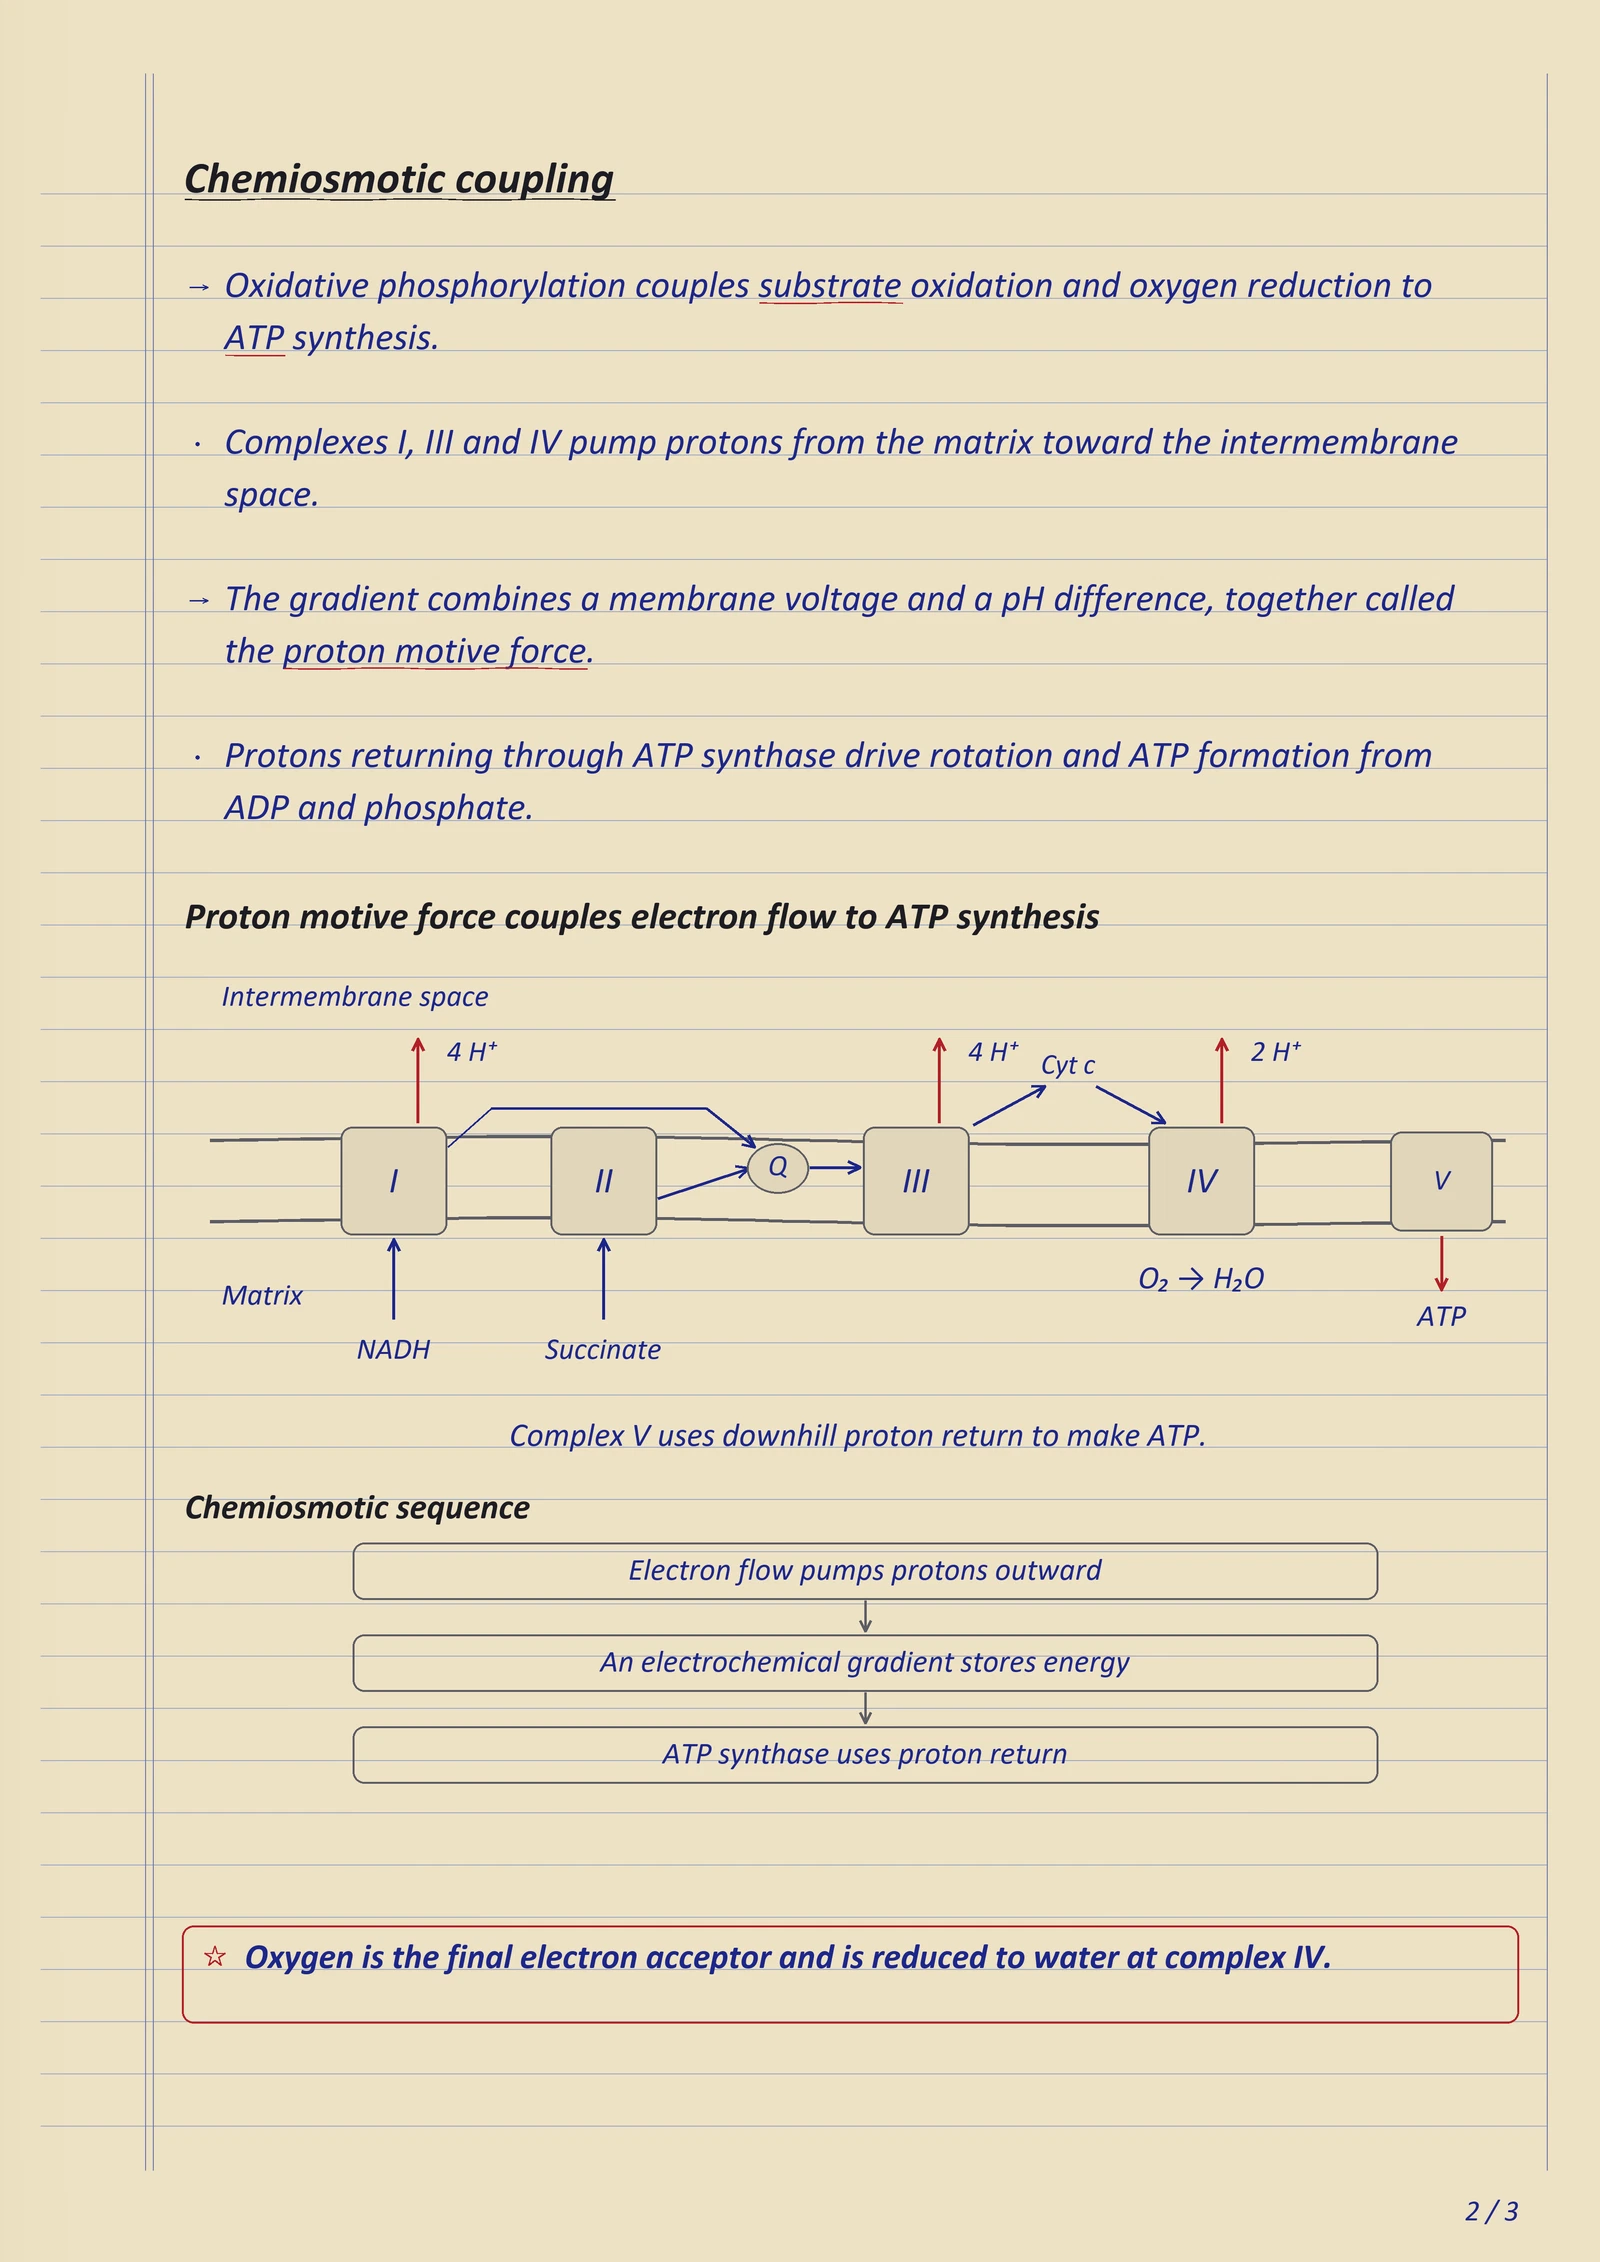 Chemiosmotic coupling
→ Oxidative phosphorylation couples substrate oxidation and oxygen reduction to
ATP synthesis.
· Complexes I, III and IV pump protons from the matrix toward the intermembrane
space.
→ The gradient combines a membrane voltage and a pH difference, together called
the proton motive force.
· Protons returning through ATP synthase drive rotation and ATP formation from
ADP and phosphate.
Proton motive force couples electron flow to ATP synthesis
Intermembrane space
4 H⁺
4 H⁺
Cyt c
2 H⁺
I
II
Q
III
IV
V
Matrix
O₂ → H₂O
ATP
NADH
Succinate
Complex V uses downhill proton return to make ATP.
Chemiosmotic sequence
Electron flow pumps protons outward
An electrochemical gradient stores energy
ATP synthase uses proton return
☆ Oxygen is the final electron acceptor and is reduced to water at complex IV.
2 / 3